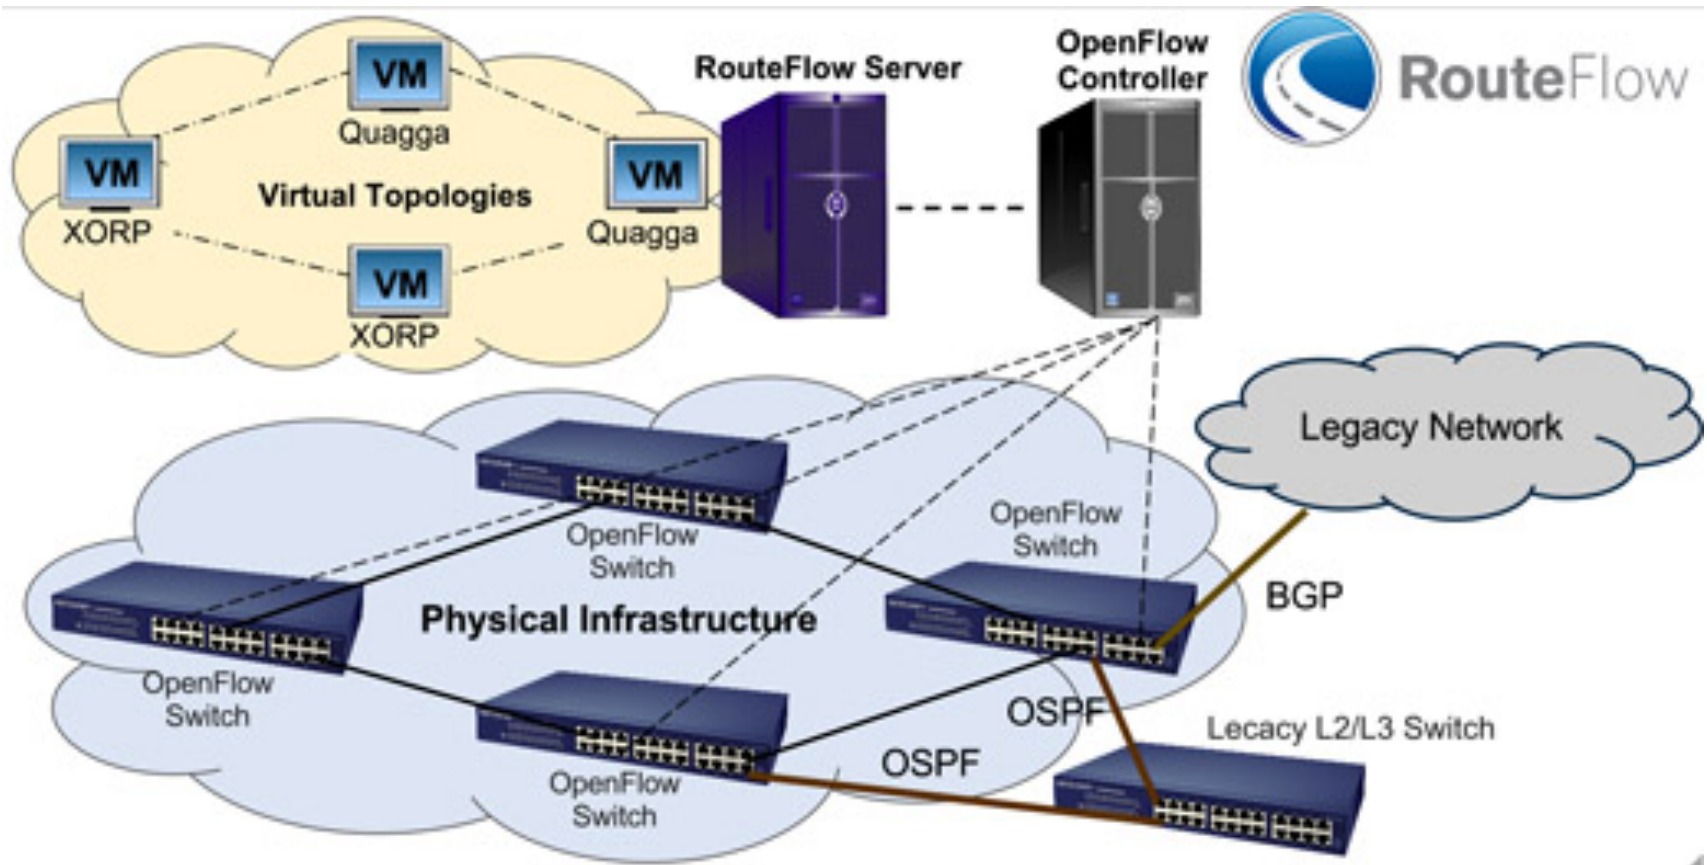 OpenFlow
Controller
RouteFlow Server
RouteFlow
VM
Quagga
VM
XORP
Virtual Topologies
VM
Quagga
VM
XORP
Legacy Network
OpenFlow
Switch
OpenFlow
Switch
BGP
Physical Infrastructure
OpenFlow
Switch
OSPF
Lecacy L2/L3 Switch
OSPF
OpenFlow
Switch